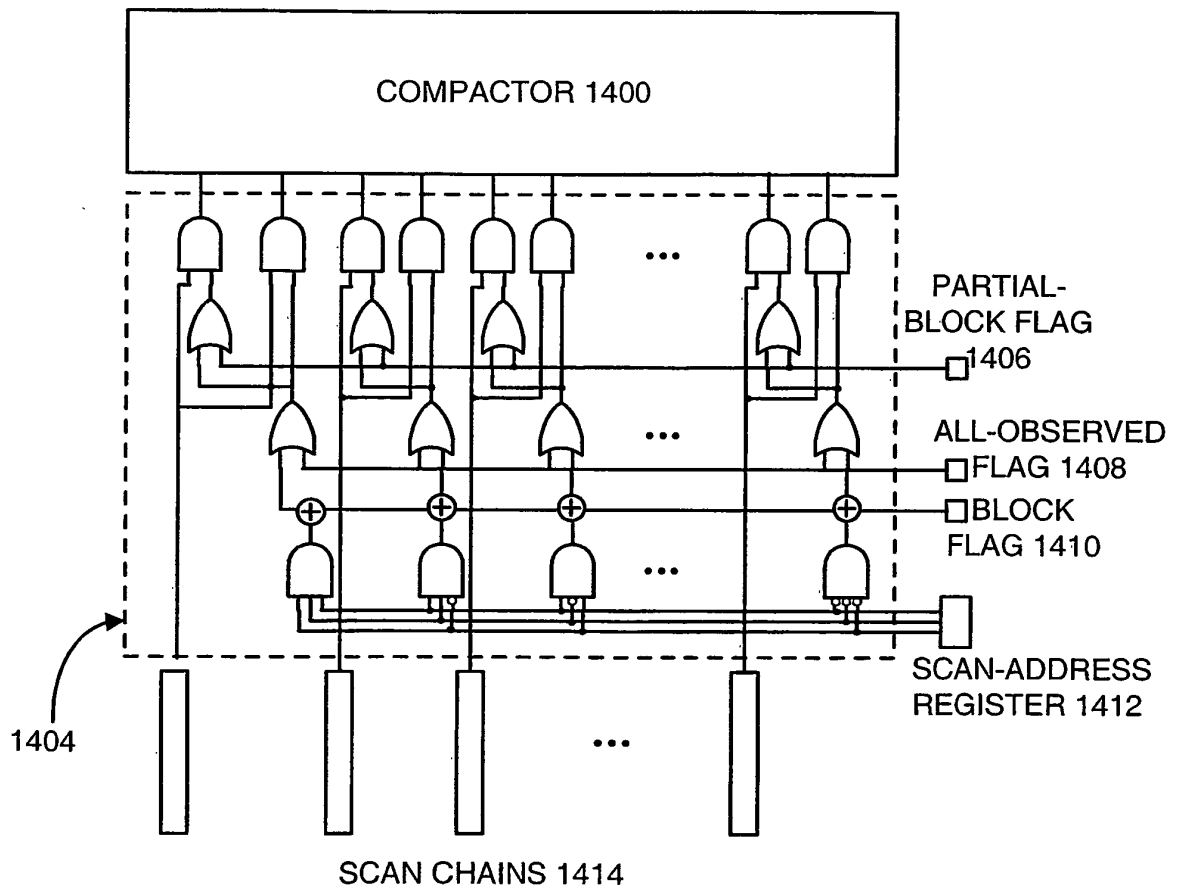 COMPACTOR 1400
PARTIAL-
BLOCK FLAG
1406
ALL-OBSERVED
FLAG 1408
BLOCK
FLAG 1410
SCAN-ADDRESS
REGISTER 1412
1404
SCAN CHAINS 1414